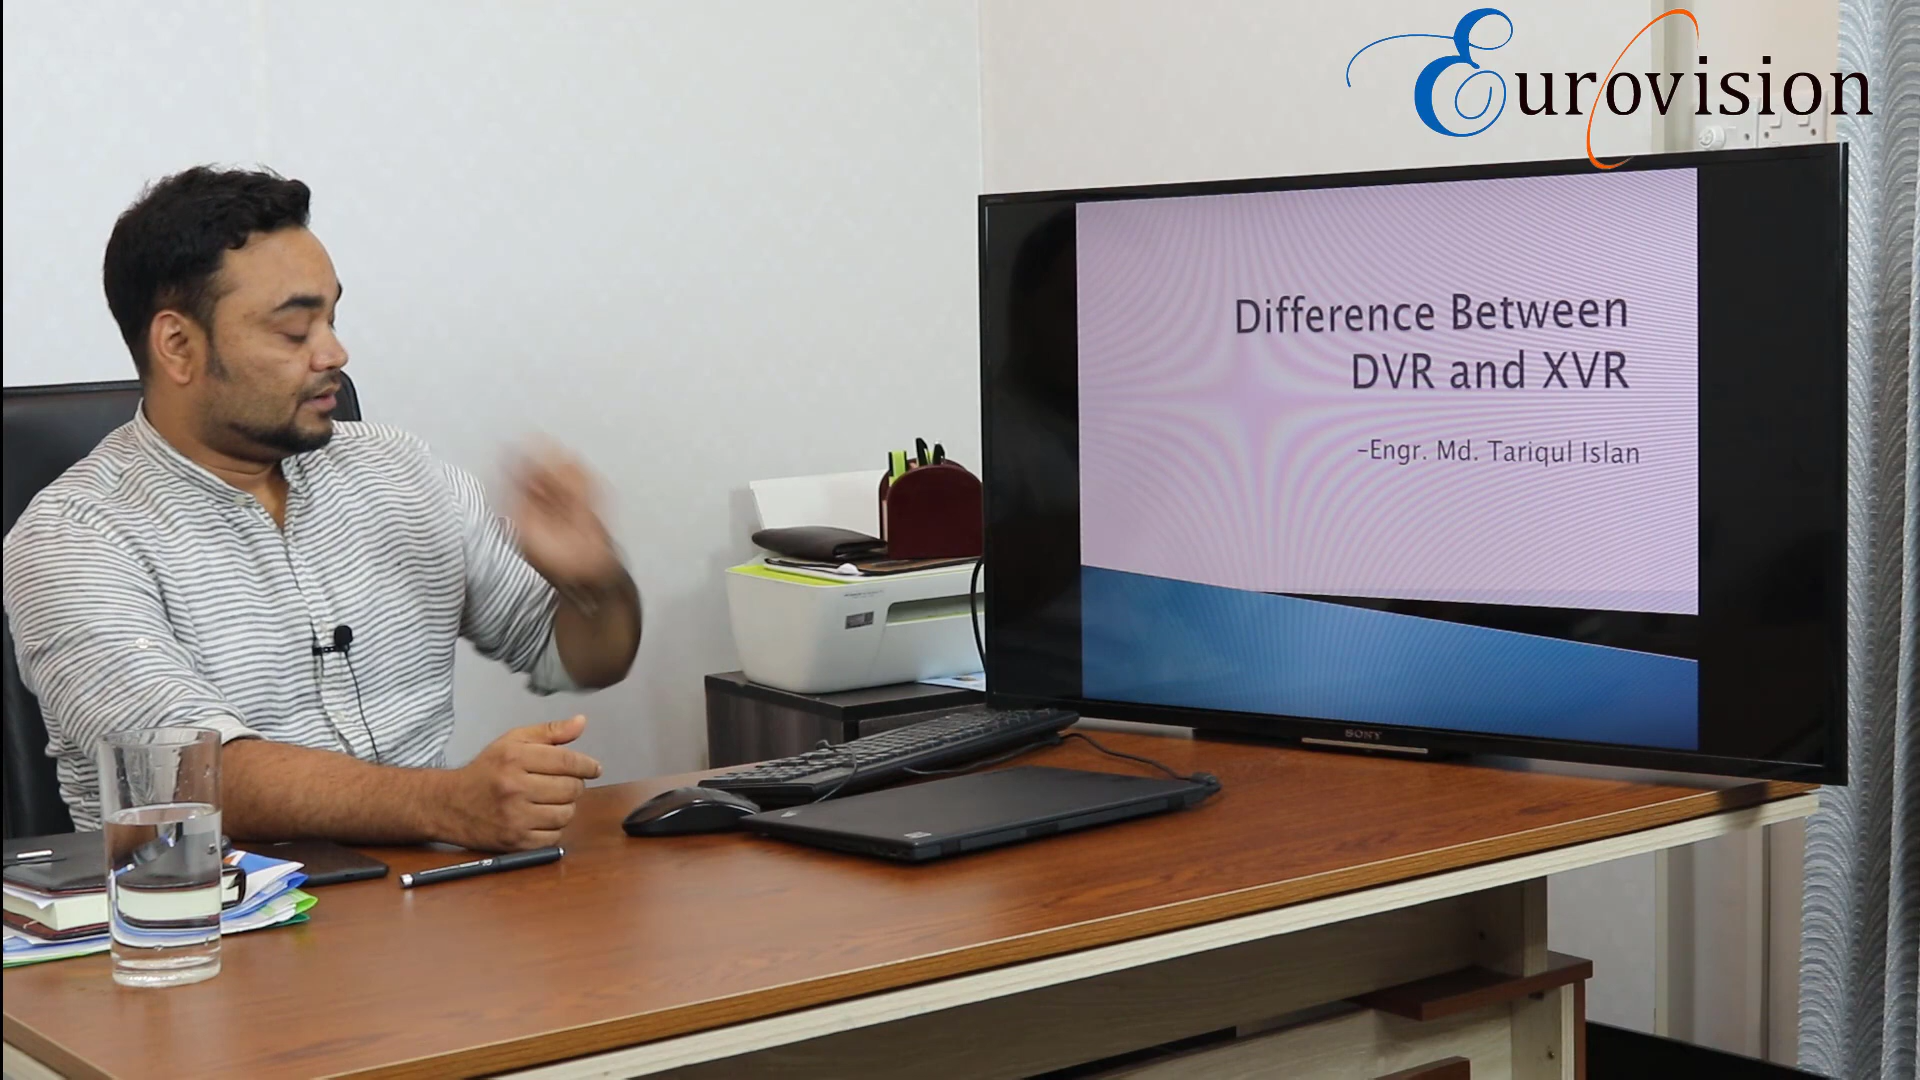 Eurovision
Difference Between
DVR and XVR
-Engr. Md. Tariqul Islan
SONY